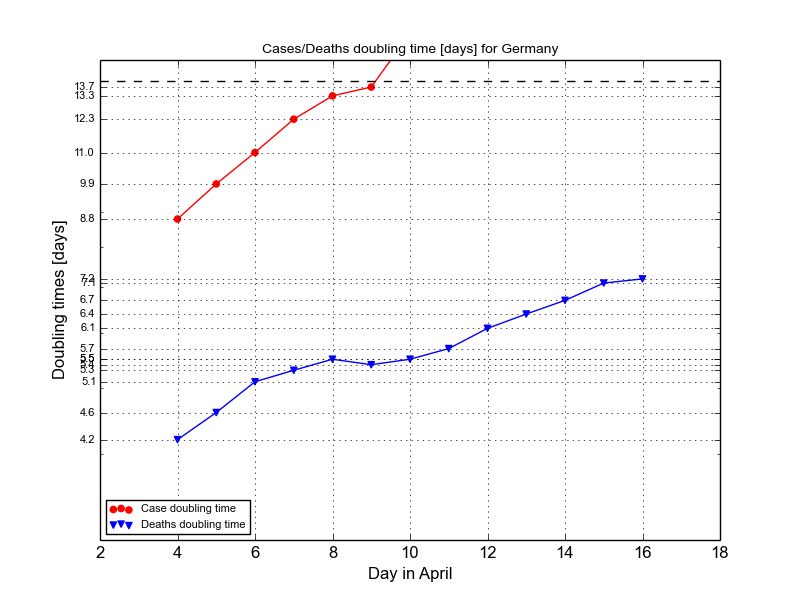 Cases/Deaths doubling time [days] for Germany
Doubling times [days]
13.7
13.3
12.3
11.0
9.9
8.8
7.2
7.1
6.7
6.4
6.1
5.7
5.5
5.3
5.1
4.6
4.2
Case doubling time
Deaths doubling time
2 4 6 8 10 12 14 16 18
Day in April